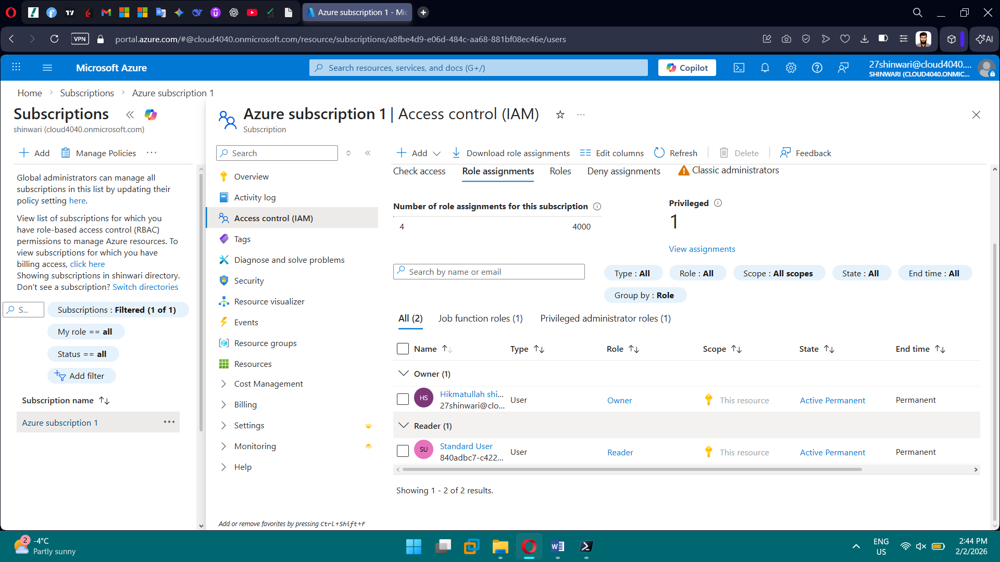 Azure subscription 1 - Mic
VPN
portal.azure.com/#@cloud4040.onmicrosoft.com/resource/subscriptions/a8fbe4d9-e06d-484c-aa68-881bf08ec46e/users
AI
Microsoft Azure
Search resources, services, and docs (G+/)
Copilot
27shinwari@cloud4040....
SHINWARI (CLOUD4040.ONMIC...
Home
Subscriptions
Azure subscription 1
Subscriptions
shinwari (cloud4040.onmicrosoft.com)
Add
Manage Policies
...
Global administrators can manage all
subscriptions in this list by updating their
policy setting here.
View list of subscriptions for which you
have role-based access control (RBAC)
permissions to manage Azure resources. To
view subscriptions for which you have
billing access, click here
Showing subscriptions in shinwari directory.
Don't see a subscription? Switch directories
S...
Subscriptions : Filtered (1 of 1)
My role == all
Status == all
Add filter
Subscription name
Azure subscription 1
...
Azure subscription 1 | Access control (IAM)
...
Subscription
Search
Overview
Activity log
Access control (IAM)
Tags
Diagnose and solve problems
Security
Resource visualizer
Events
Resource groups
Resources
Cost Management
Billing
Settings
Monitoring
Help
Add or remove favorites by pressing Ctrl+Shift+F
Add
Download role assignments
Edit columns
Refresh
Delete
Feedback
Check access
Role assignments
Roles
Deny assignments
Classic administrators
Number of role assignments for this subscription
4
4000
Privileged
1
View assignments
Search by name or email
Type : All
Role : All
Scope : All scopes
State : All
End time : All
Group by : Role
All (2)
Job function roles (1)
Privileged administrator roles (1)
Name
Type
Role
Scope
State
End time
Owner (1)
HS
Hikmatullah shi...
27shinwari@clo...
User
Owner
This resource
Active Permanent
Permanent
Reader (1)
SU
Standard User
840adbc7-c422...
User
Reader
This resource
Active Permanent
Permanent
Showing 1 - 2 of 2 results.
2
-4°C
Partly sunny
ENG
US
2:44 PM
2/2/2026